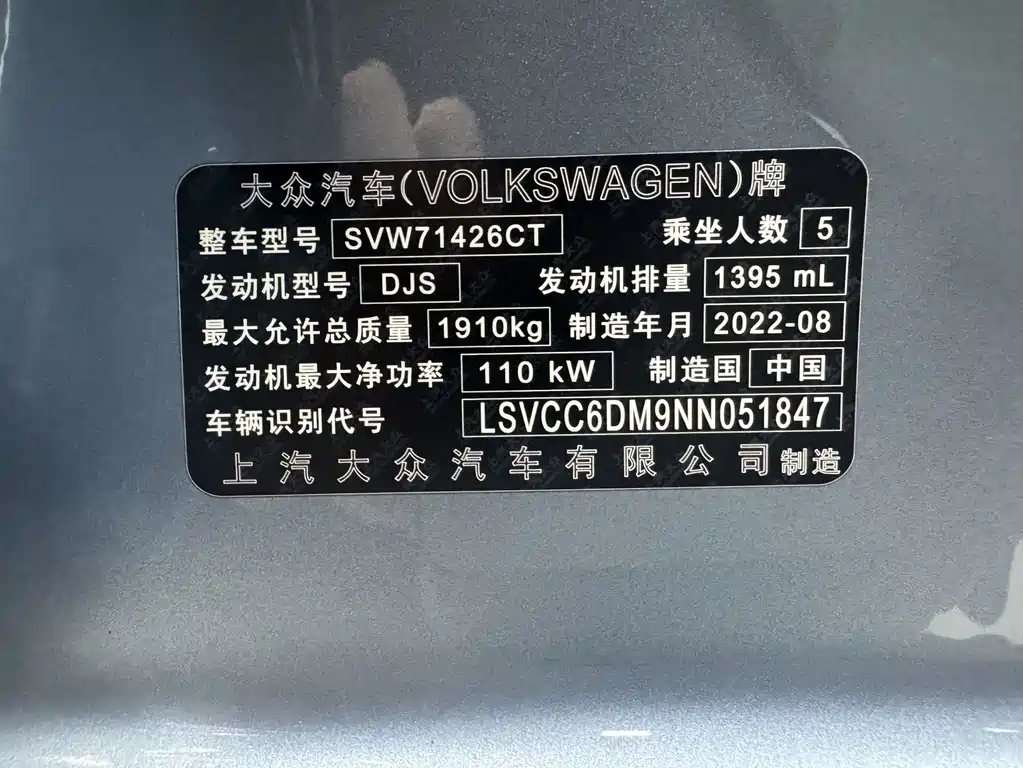 大众汽车(VOLKSWAGEN)牌
整车型号 SVW71426CT 乘坐人数 5
发动机型号 DJS 发动机排量 1395 mL
最大允许总质量 1910kg 制造年月 2022-08
发动机最大净功率 110 kW 制造国 中国
车辆识别代号 LSVCC6DM9NN051847
上汽大众汽车有限公司制造